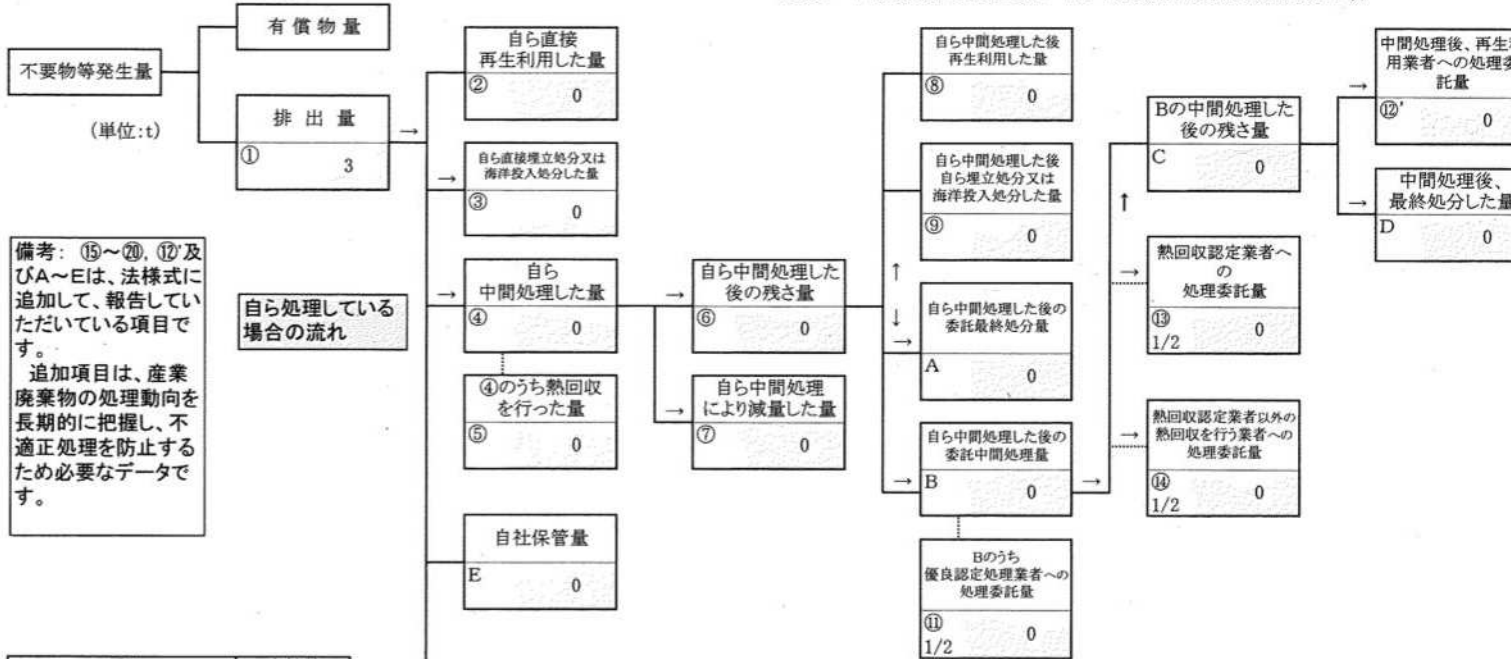 有 償 物 量
不要物等発生量
(単位:t)
排 出 量
① 3
備考: ⑮～⑳, ⑫'及
びA～Eは、法様式に
追加して、報告してい
ただいている項目で
す。
追加項目は、産業
廃棄物の処理動向を
長期的に把握し、不
適正処理を防止する
ため必要なデータで
す。
自ら処理している
場合の流れ
自ら直接
再生利用した量
② 0
自ら直接埋立処分又は
海洋投入処分した量
③ 0
自ら
中間処理した量
④ 0
④のうち熱回収
を行った量
⑤ 0
自社保管量
E 0
自ら中間処理した
後の残さ量
⑥ 0
自ら中間処理
により減量した量
⑦ 0
自ら中間処理した後
再生利用した量
⑧ 0
自ら中間処理した後
自ら埋立処分又は
海洋投入処分した量
⑨ 0
自ら中間処理した後の
委託最終処分量
A 0
自ら中間処理した後の
委託中間処理量
B 0
Bのうち
優良認定処理業者への
処理委託量
⑪
1/2 0
Bの中間処理した
後の残さ量
C 0
熱回収認定業者へ
の
処理委託量
⑬
1/2 0
熱回収認定業者以外の
熱回収を行う業者への
処理委託量
⑭
1/2 0
中間処理後、再生
用業者への処理委
託量
⑫' 0
中間処理後、
最終処分した量
D 0